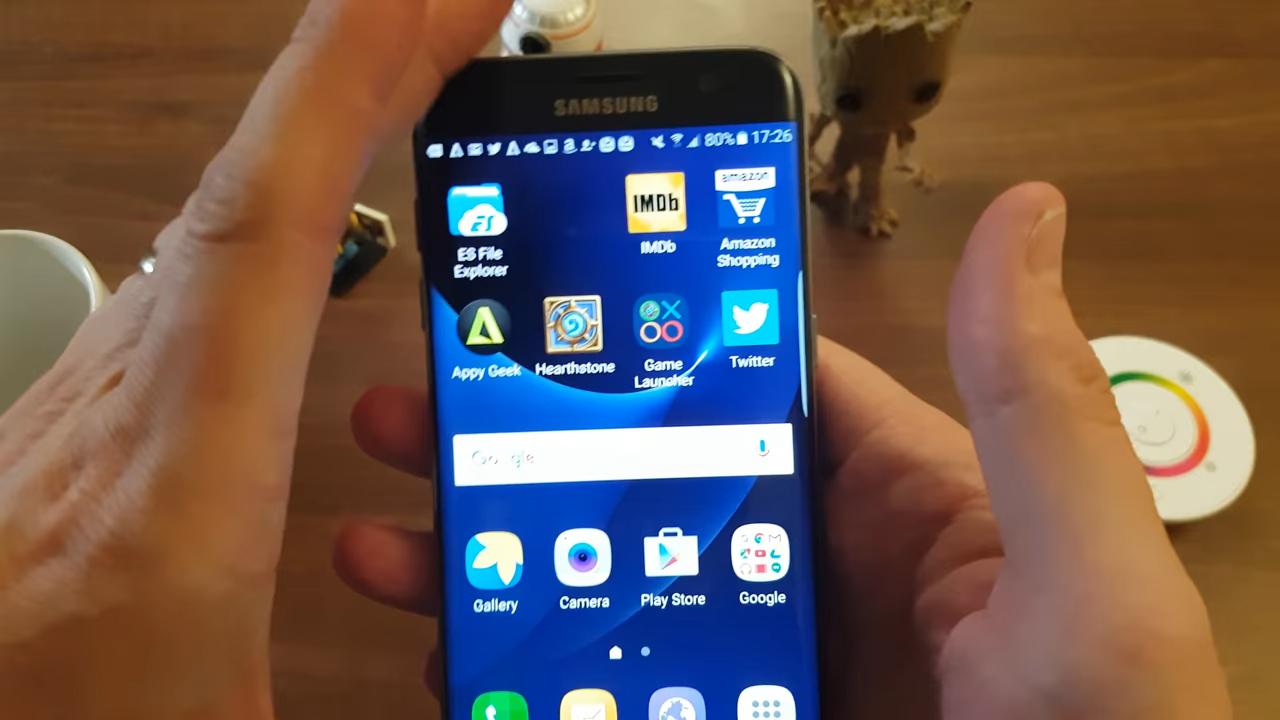 SAMSUNG
80% 17:26
amazon
IMDb
ES
ES File
Explorer
IMDb
Amazon
Shopping
Appy Geek
Hearthstone
Game
Launcher
Twitter
Google
Gallery
Camera
Play Store
Google